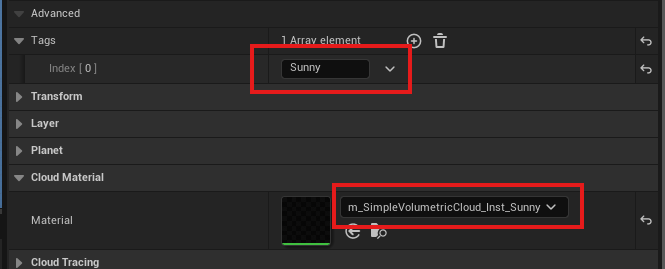 Advanced
Tags 1 Array element
Index [ 0 ] Sunny
Transform
Layer
Planet
Cloud Material
Material m_SimpleVolumetricCloud_Inst_Sunny
Cloud Tracing